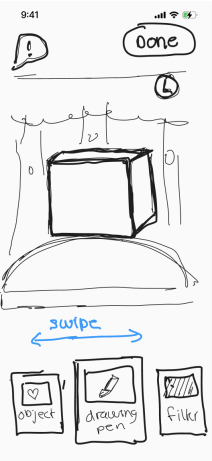 9:41
!
Done
L
swipe
object
drawing
pen
filter